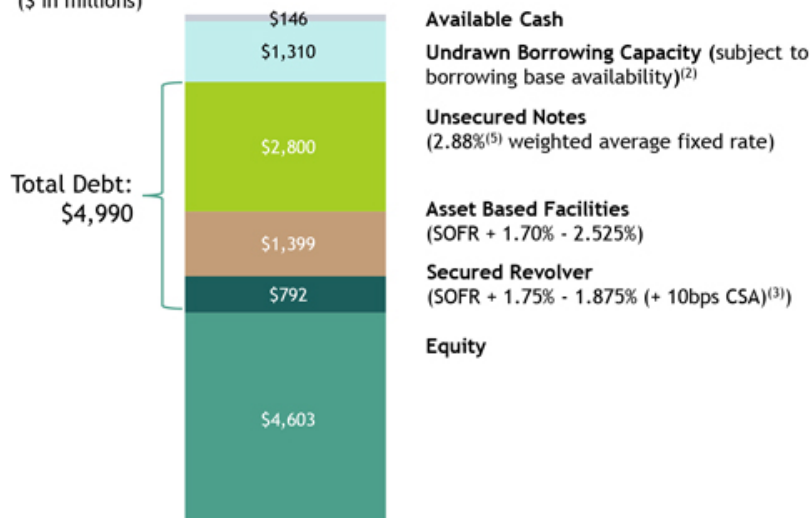 ($ in millions)
$146
Available Cash
$1,310
Undrawn Borrowing Capacity (subject to
borrowing base availability)(2)
Unsecured Notes
(2.88%(5) weighted average fixed rate)
$2,800
Total Debt:
$4,990
Asset Based Facilities
(SOFR + 1.70% - 2.525%)
$1,399
Secured Revolver
(SOFR + 1.75% - 1.875% (+ 10bps CSA)(3))
$792
Equity
$4,603